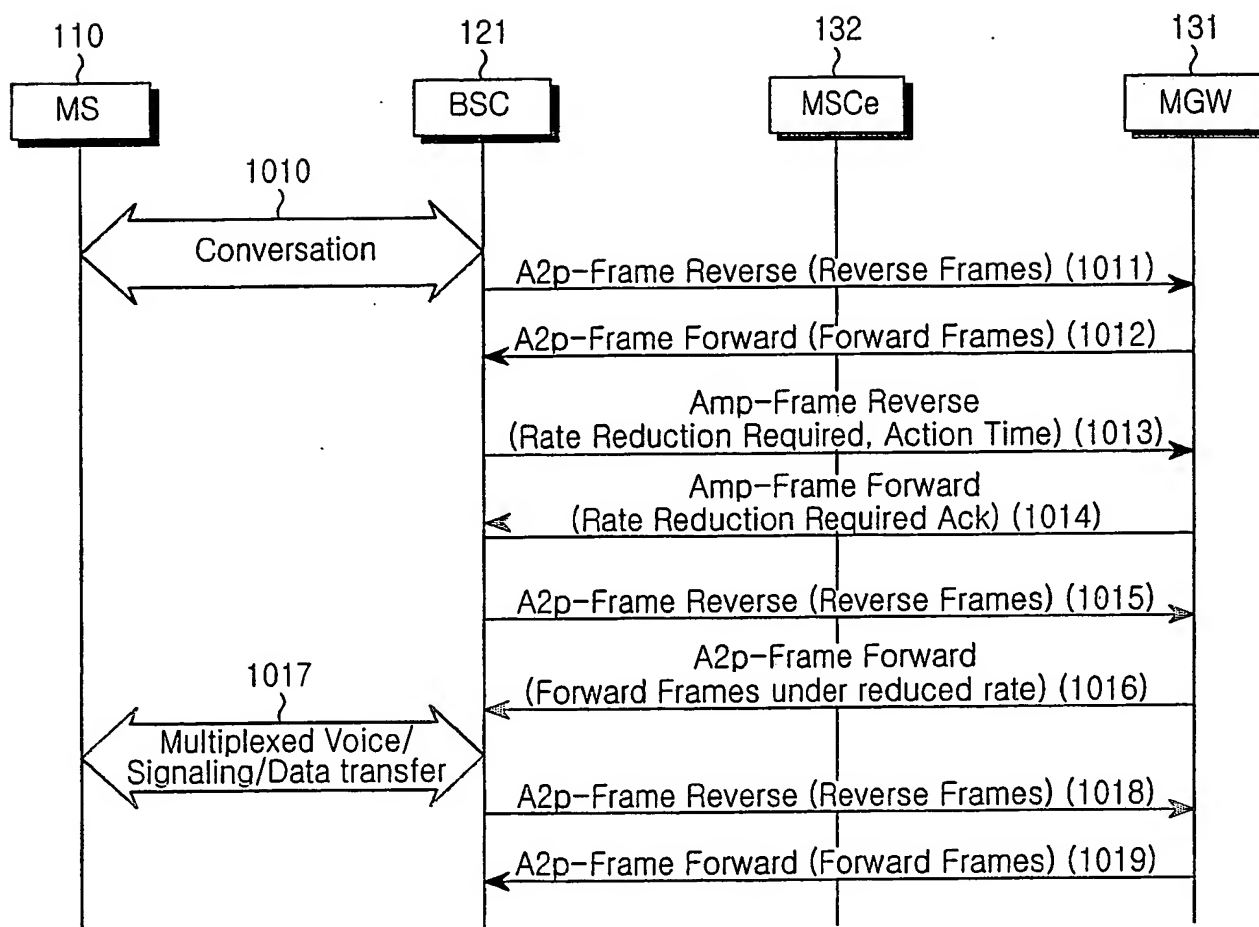 110
121
132
131
MS
BSC
MSCe
MGW
1010
Conversation
A2p-Frame Reverse (Reverse Frames) (1011)
A2p-Frame Forward (Forward Frames) (1012)
Amp-Frame Reverse
(Rate Reduction Required, Action Time) (1013)
Amp-Frame Forward
(Rate Reduction Required Ack) (1014)
A2p-Frame Reverse (Reverse Frames) (1015)
A2p-Frame Forward
(Forward Frames under reduced rate) (1016)
1017
Multiplexed Voice/
Signaling/Data transfer
A2p-Frame Reverse (Reverse Frames) (1018)
A2p-Frame Forward (Forward Frames) (1019)